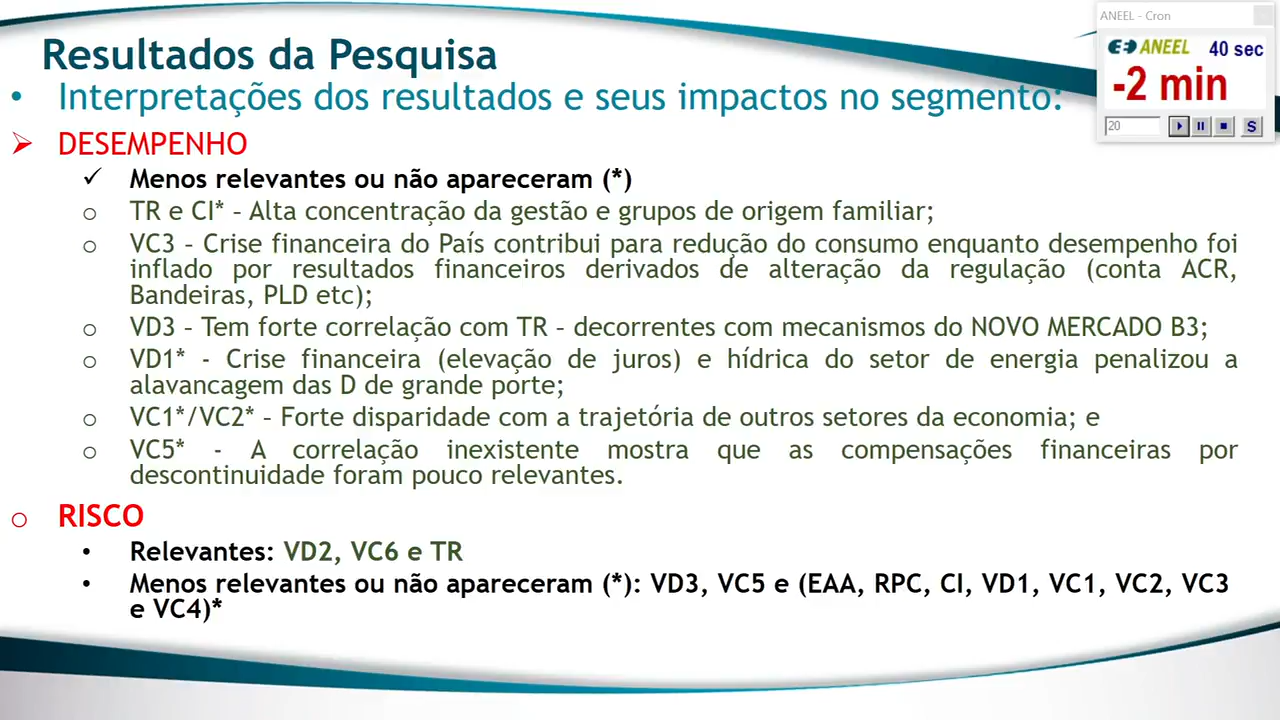 ANEEL - Cron
Resultados da Pesquisa
ANEEL 40 sec
-2 min
20
S
• Interpretações dos resultados e seus impactos no segmento:
➢ DESEMPENHO
✓ Menos relevantes ou não apareceram (*)
o TR e CI* – Alta concentração da gestão e grupos de origem familiar;
o VC3 – Crise financeira do País contribui para redução do consumo enquanto desempenho foi
inflado por resultados financeiros derivados de alteração da regulação (conta ACR,
Bandeiras, PLD etc);
o VD3 – Tem forte correlação com TR – decorrentes com mecanismos do NOVO MERCADO B3;
o VD1* - Crise financeira (elevação de juros) e hídrica do setor de energia penalizou a
alavancagem das D de grande porte;
o VC1*/VC2* – Forte disparidade com a trajetória de outros setores da economia; e
o VC5* - A correlação inexistente mostra que as compensações financeiras por
descontinuidade foram pouco relevantes.
o RISCO
• Relevantes: VD2, VC6 e TR
• Menos relevantes ou não apareceram (*): VD3, VC5 e (EAA, RPC, CI, VD1, VC1, VC2, VC3
e VC4)*